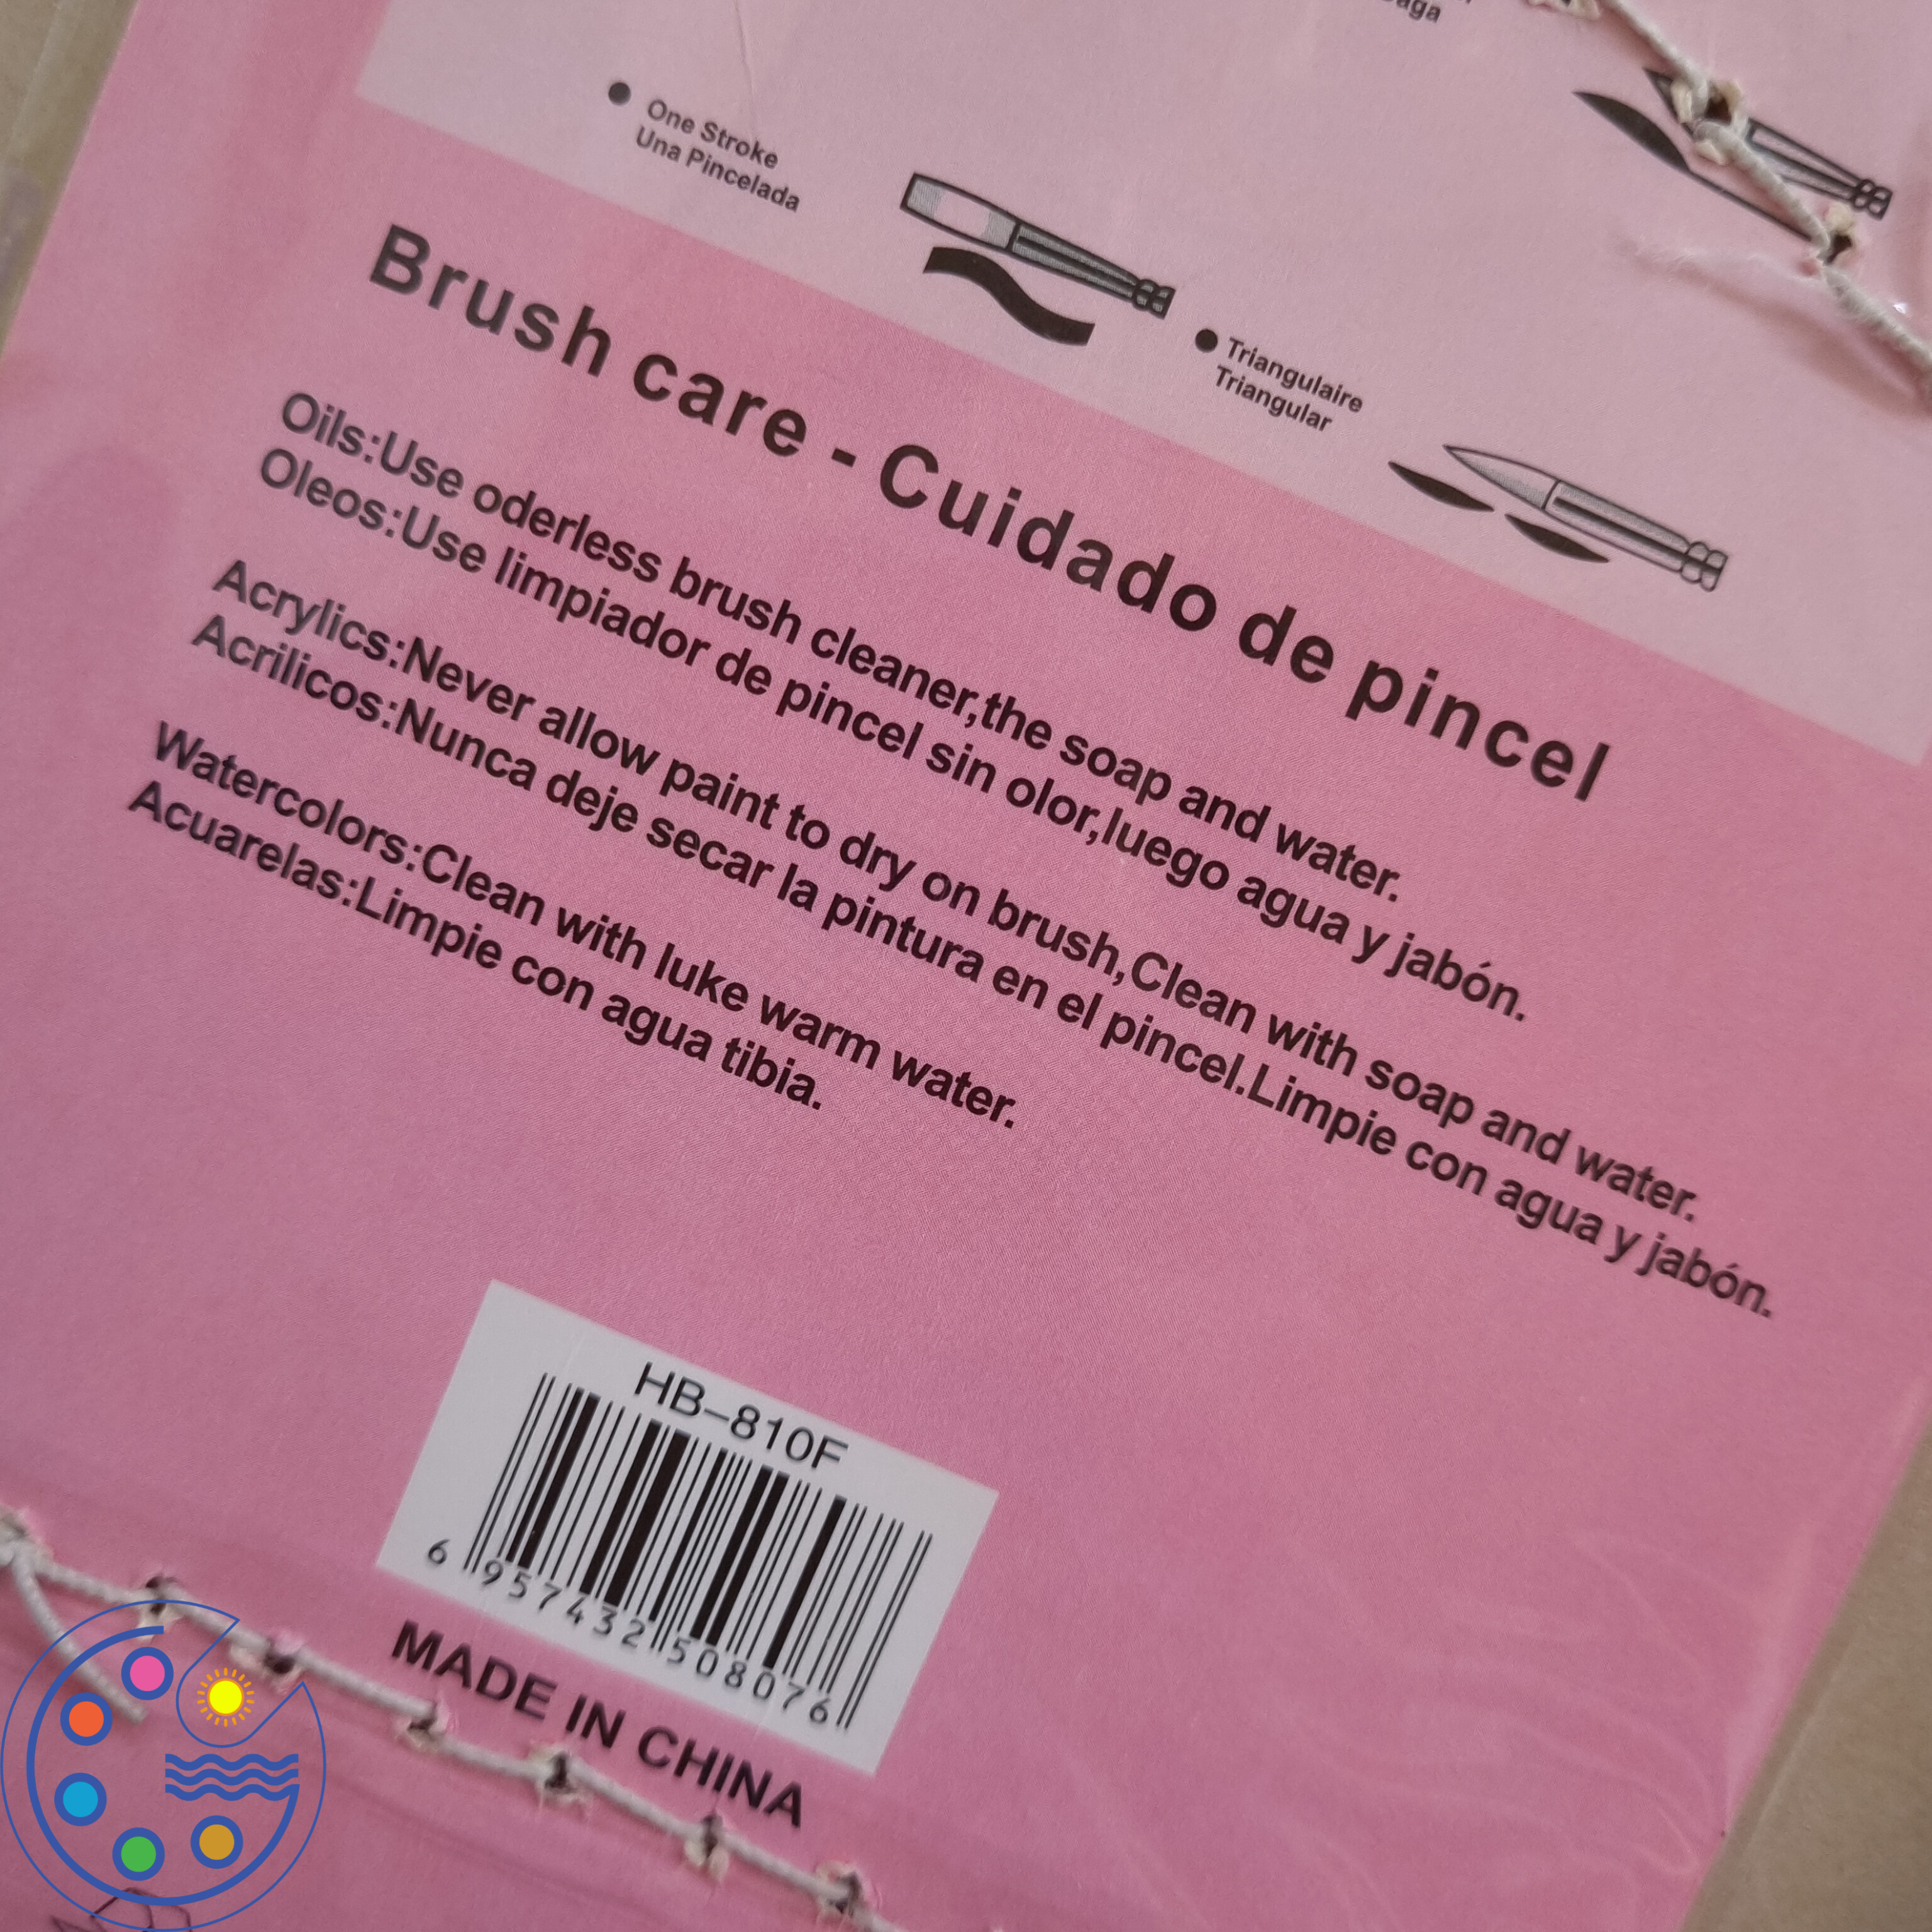 One Stroke
Una Pincelada
Triangulaire
Triangular
Brush care - Cuidado de pincel
Oils:Use oderless brush cleaner,the soap and water.
Oleos:Use limpiador de pincel sin olor,luego agua y jabón.
Acrylics:Never allow paint to dry on brush,Clean with soap and water.
Acrilicos:Nunca deje secar la pintura en el pincel.Limpie con agua y jabón.
Watercolors:Clean with luke warm water.
Acuarelas:Limpie con agua tibia.
HB-810F
6 957432 508076
MADE IN CHINA